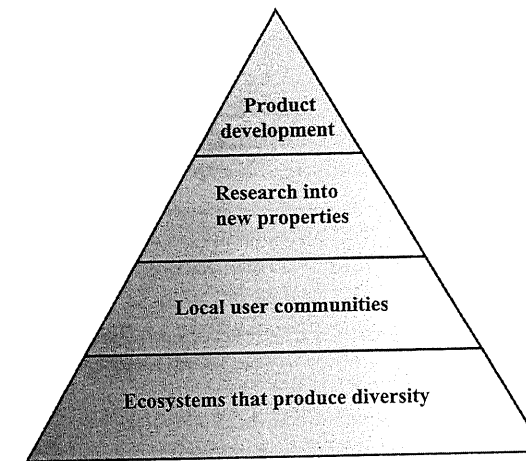 Product
development
Research into
new properties
Local user communities
Ecosystems that produce diversity